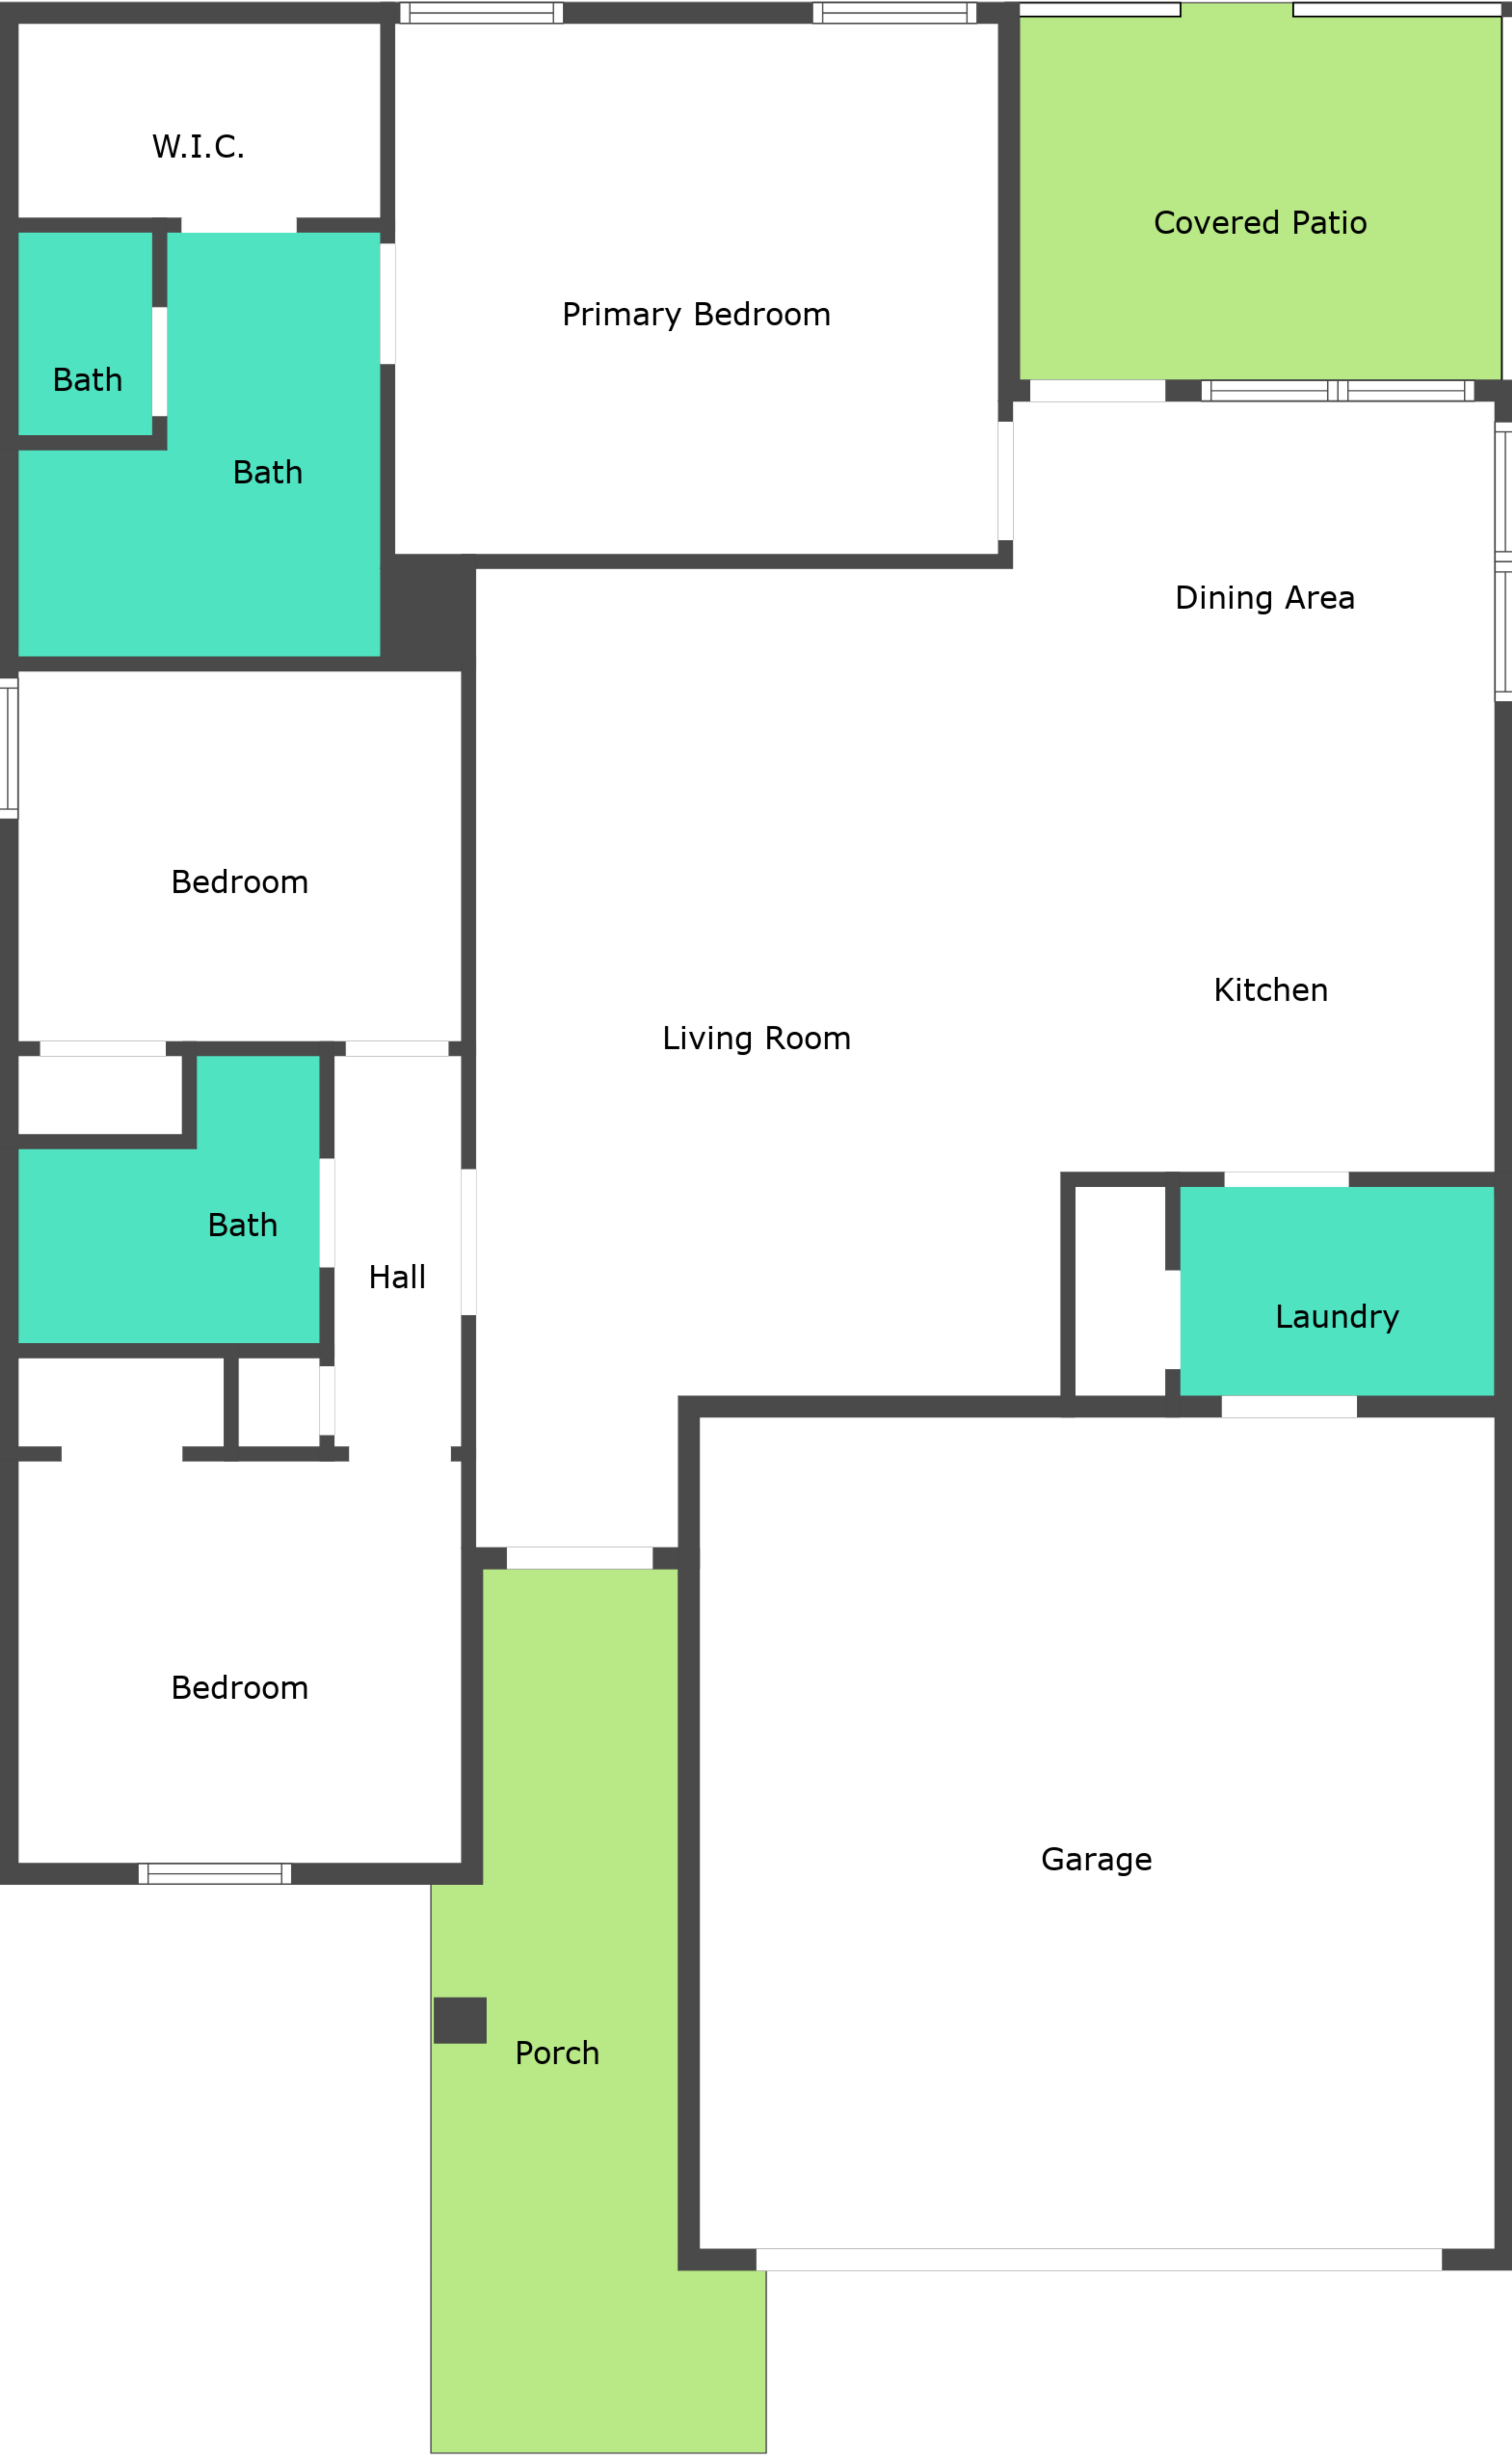 W.I.C.
Covered Patio
Primary Bedroom
Bath
Bath
Dining Area
Bedroom
Kitchen
Living Room
Bath
Hall
Laundry
Bedroom
Garage
Porch